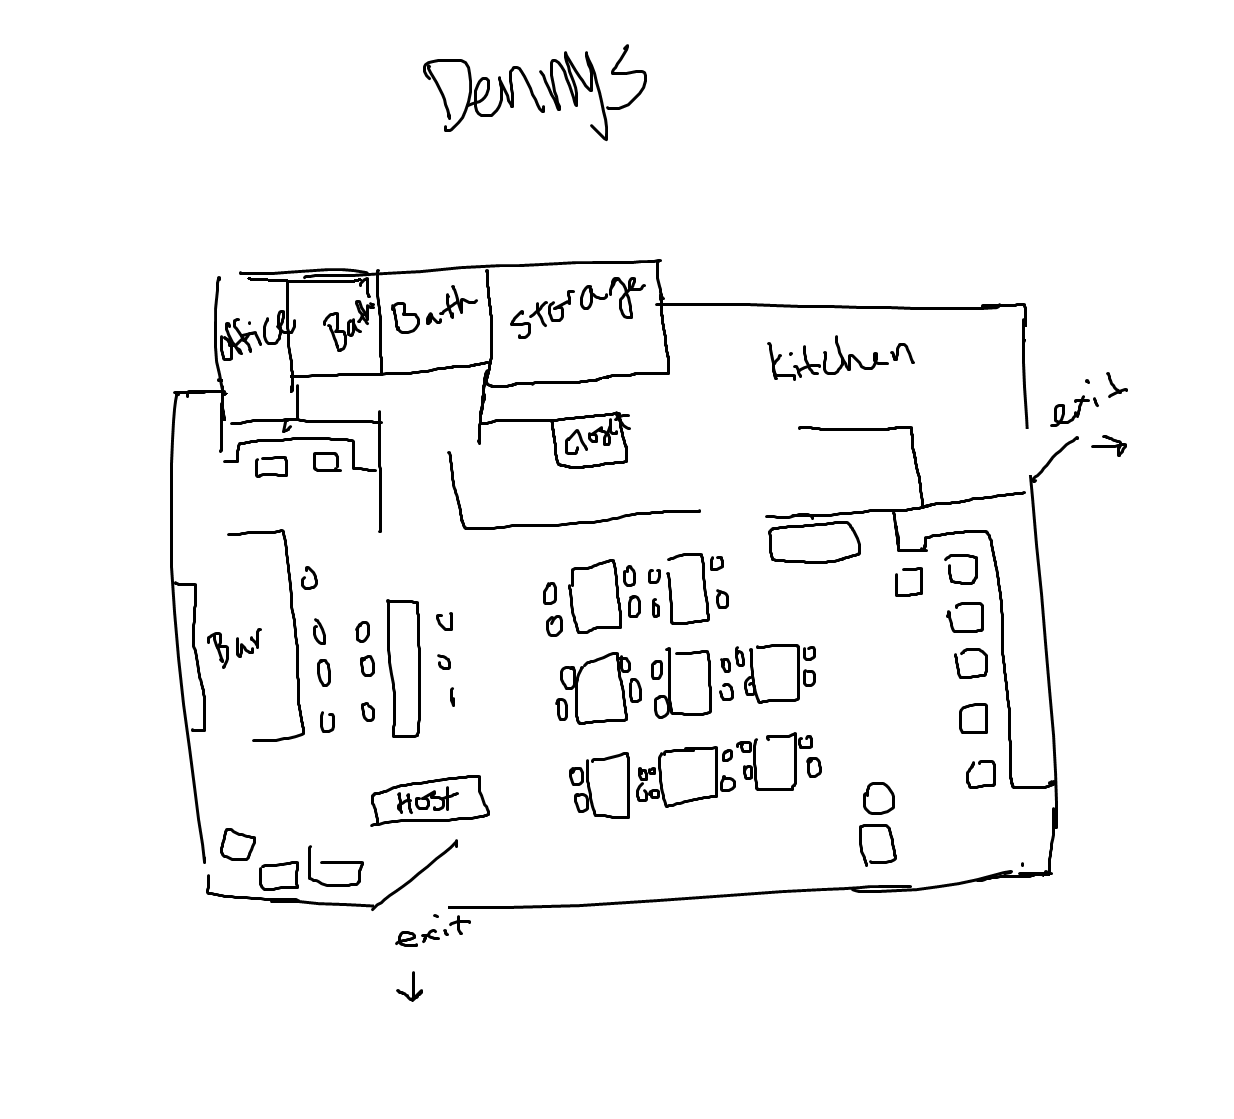 Dennys
office
Bath
Bath
Storage
Kitchen
exit
Closet
Bar
Host
exit